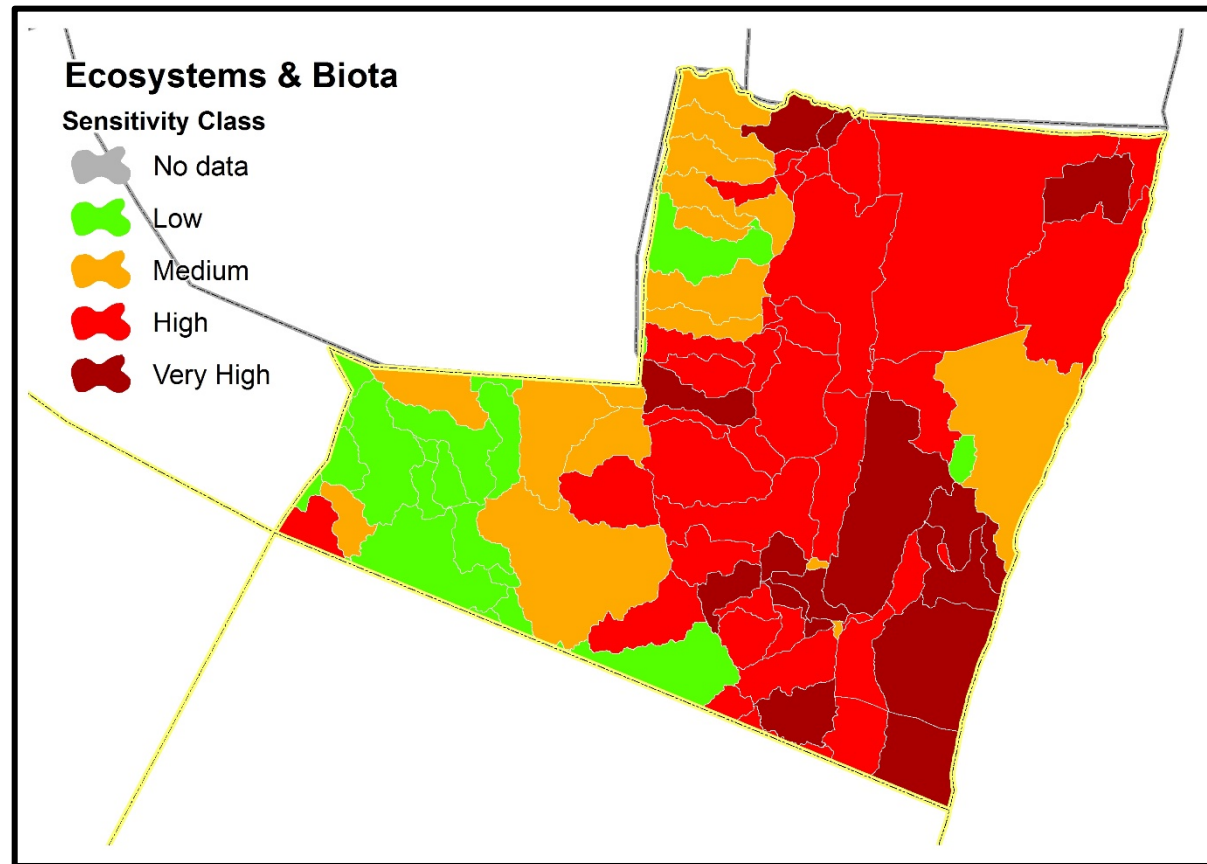 Ecosystems & Biota
Sensitivity Class
No data
Low
Medium
High
Very High